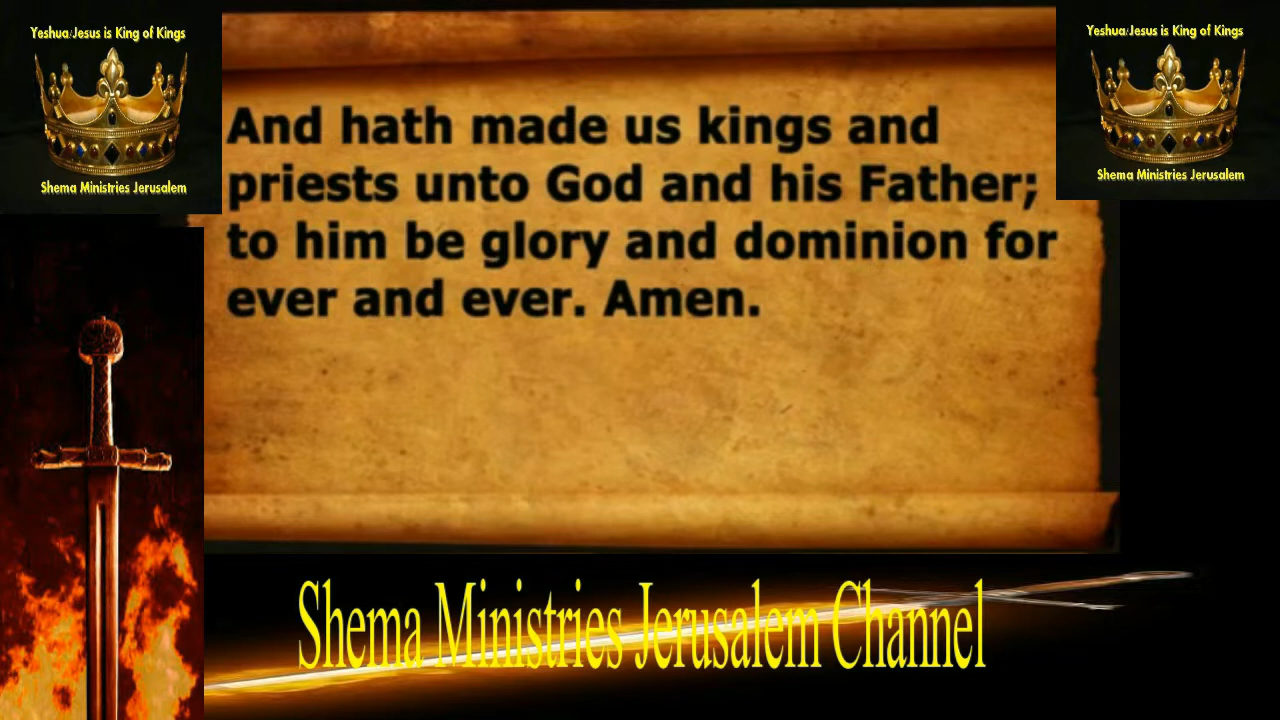 Yeshua/Jesus is King of Kings
Shema Ministries Jerusalem
And hath made us kings and
priests unto God and his Father;
to him be glory and dominion for
ever and ever. Amen.
Yeshua/Jesus is King of Kings
Shema Ministries Jerusalem
Shema Ministries Jerusalem Channel